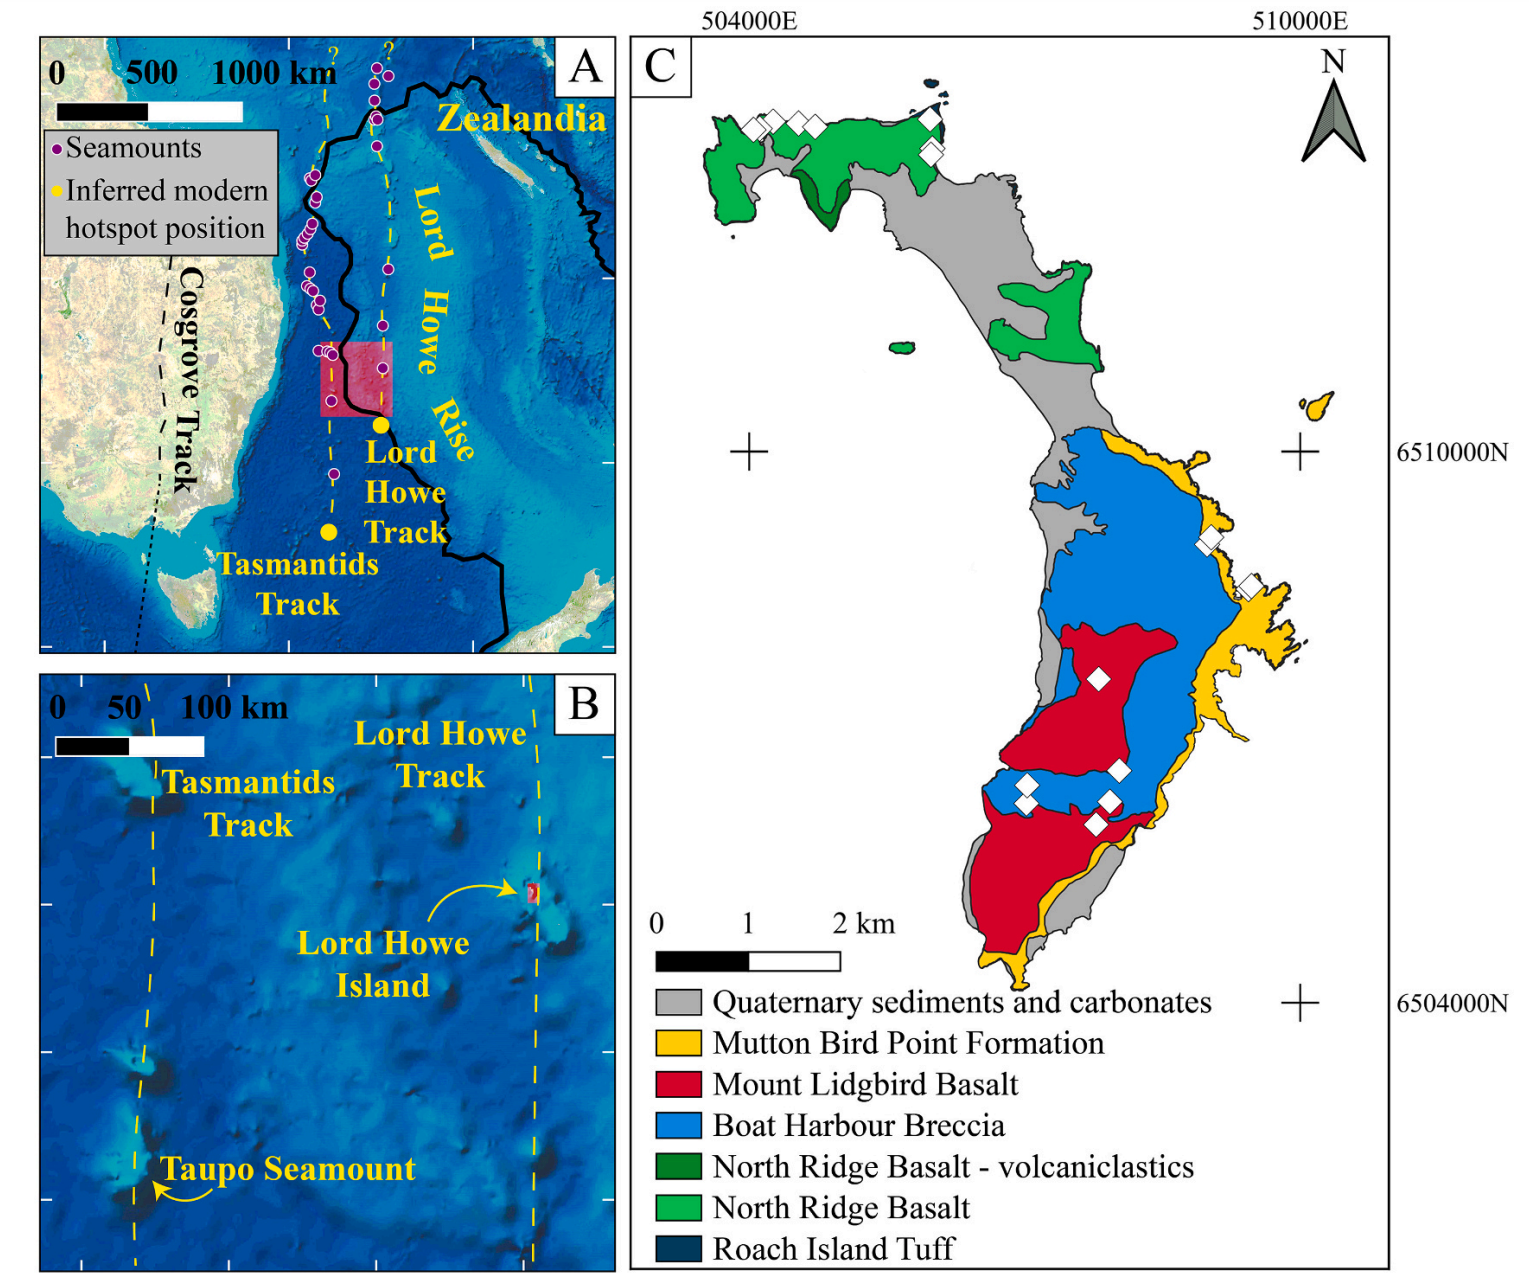 504000E 510000E
A
0 500 1000 km
? ?
Zealandia
Seamounts
Inferred modern
hotspot position
Cosgrove Track
Lord Howe Rise
Lord
Howe
Track
Tasmantids
Track
B
0 50 100 km
Lord Howe
Track
Tasmantids
Track
Lord Howe
Island
Taupo Seamount
C
N
6510000N
6504000N
0 1 2 km
Quaternary sediments and carbonates
Mutton Bird Point Formation
Mount Lidgbird Basalt
Boat Harbour Breccia
North Ridge Basalt - volcaniclastics
North Ridge Basalt
Roach Island Tuff